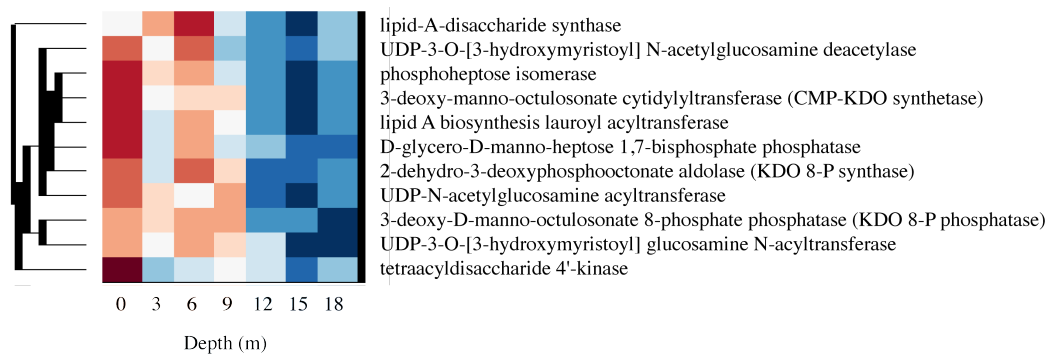 lipid-A-disaccharide synthase
UDP-3-O-[3-hydroxymyristoyl] N-acetylglucosamine deacetylase
phosphoheptose isomerase
3-deoxy-manno-octulosonate cytidylyltransferase (CMP-KDO synthetase)
lipid A biosynthesis lauroyl acyltransferase
D-glycero-D-manno-heptose 1,7-bisphosphate phosphatase
2-dehydro-3-deoxyphosphooctonate aldolase (KDO 8-P synthase)
UDP-N-acetylglucosamine acyltransferase
3-deoxy-D-manno-octulosonate 8-phosphate phosphatase (KDO 8-P phosphatase)
UDP-3-O-[3-hydroxymyristoyl] glucosamine N-acyltransferase
tetraacyldisaccharide 4'-kinase
0 3 6 9 12 15 18
Depth (m)